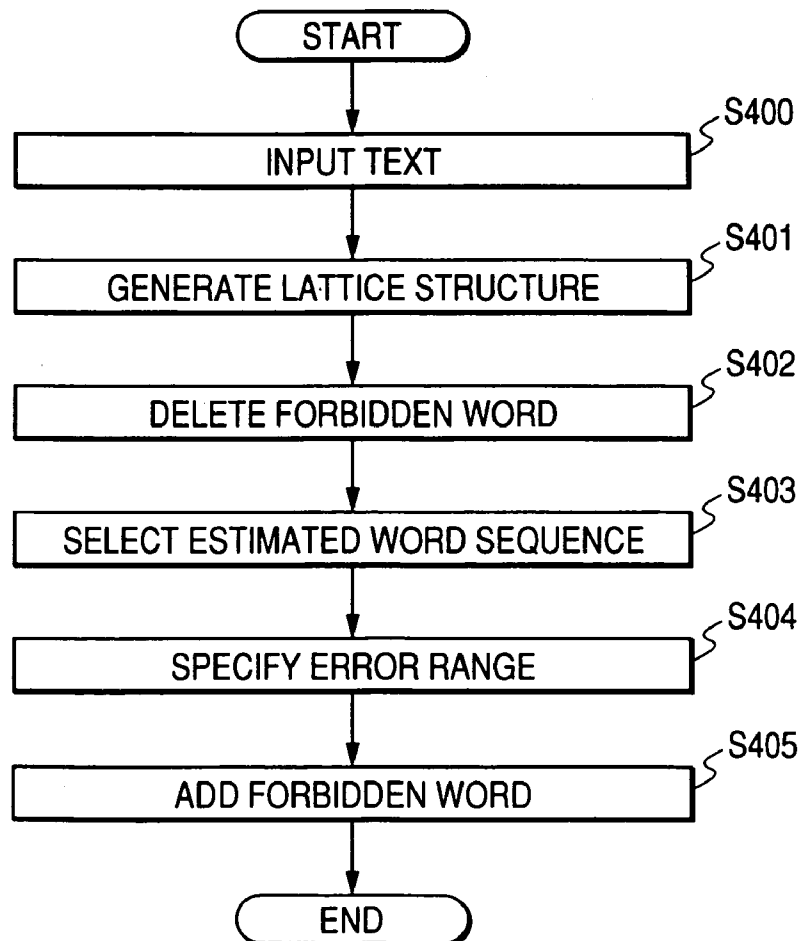 START
S400
INPUT TEXT
S401
GENERATE LATTICE STRUCTURE
S402
DELETE FORBIDDEN WORD
S403
SELECT ESTIMATED WORD SEQUENCE
S404
SPECIFY ERROR RANGE
S405
ADD FORBIDDEN WORD
END